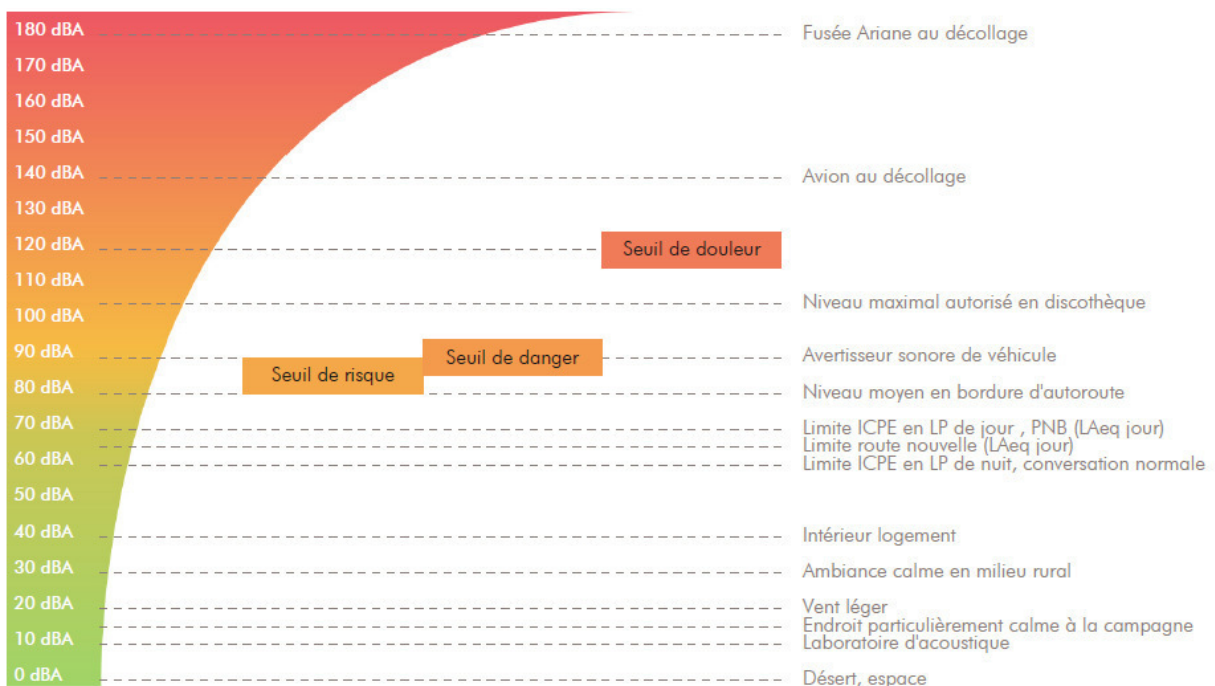 180 dBA
Fusée Ariane au décollage
170 dBA
160 dBA
150 dBA
140 dBA
Avion au décollage
130 dBA
120 dBA
Seuil de douleur
110 dBA
Niveau maximal autorisé en discothèque
100 dBA
90 dBA
Seuil de danger
Avertisseur sonore de véhicule
Seuil de risque
80 dBA
Niveau moyen en bordure d'autoroute
70 dBA
Limite ICPE en LP de jour , PNB (LAeq jour)
Limite route nouvelle (LAeq jour)
60 dBA
Limite ICPE en LP de nuit, conversation normale
50 dBA
40 dBA
Intérieur logement
30 dBA
Ambiance calme en milieu rural
20 dBA
Vent léger
Endroit particulièrement calme à la campagne
10 dBA
Laboratoire d'acoustique
0 dBA
Désert, espace